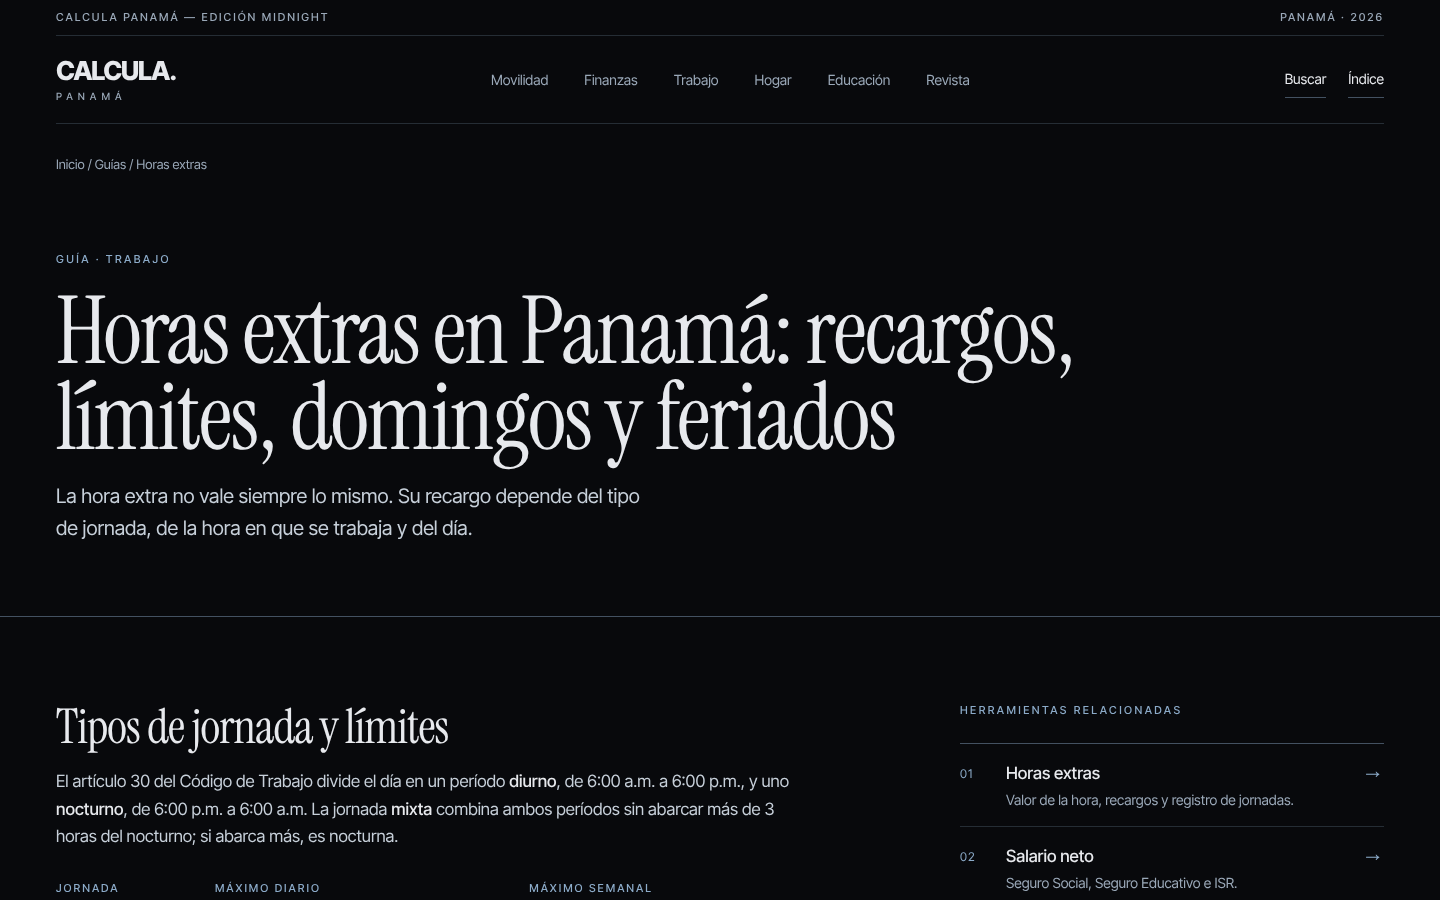 CALCULA PANAMÁ — EDICIÓN MIDNIGHT
PANAMÁ · 2026
CALCULA.
PANAMÁ
Movilidad
Finanzas
Trabajo
Hogar
Educación
Revista
Buscar
Índice
Inicio / Guías / Horas extras
GUÍA · TRABAJO
Horas extras en Panamá: recargos,
límites, domingos y feriados
La hora extra no vale siempre lo mismo. Su recargo depende del tipo
de jornada, de la hora en que se trabaja y del día.
Tipos de jornada y límites
El artículo 30 del Código de Trabajo divide el día en un período diurno, de 6:00 a.m. a 6:00 p.m., y uno
nocturno, de 6:00 p.m. a 6:00 a.m. La jornada mixta combina ambos períodos sin abarcar más de 3
horas del nocturno; si abarca más, es nocturna.
JORNADA
MÁXIMO DIARIO
MÁXIMO SEMANAL
HERRAMIENTAS RELACIONADAS
01
Horas extras
→
Valor de la hora, recargos y registro de jornadas.
02
Salario neto
→
Seguro Social, Seguro Educativo e ISR.